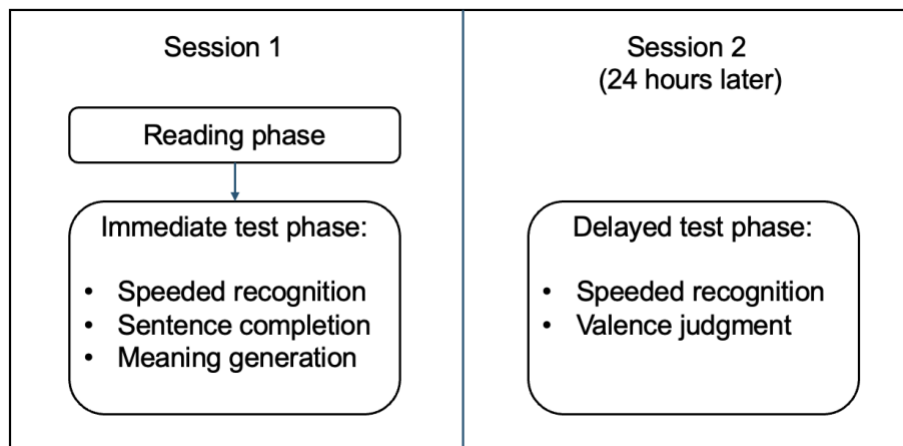 Session 1
Reading phase
Immediate test phase:
• Speeded recognition
• Sentence completion
• Meaning generation
Session 2
(24 hours later)
Delayed test phase:
• Speeded recognition
• Valence judgment